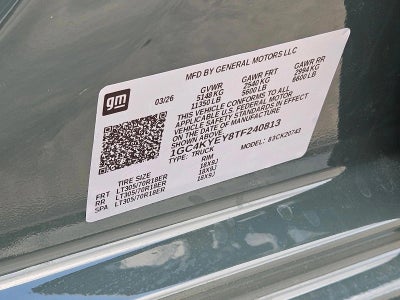 gm
MFD BY GENERAL MOTORS LLC
03/26
GVWR GAWR FRT GAWR RR
5148 KG 2540 KG 2994 KG
11350 LB 5600 LB 6600 LB
THIS VEHICLE CONFORMS TO ALL
APPLICABLE U.S. FEDERAL MOTOR
VEHICLE SAFETY STANDARDS IN EFFECT
ON THE DATE OF MANUFACTURE
SHOWN ABOVE.
1GC4KYEY8TF240813
TYPE: TRUCK MODEL: 83CK20743
TIRE SIZE RIM
FRT LT305/70R18ER 18X9J
RR LT305/70R18ER 18X9J
SPA LT305/70R18ER 18X9J